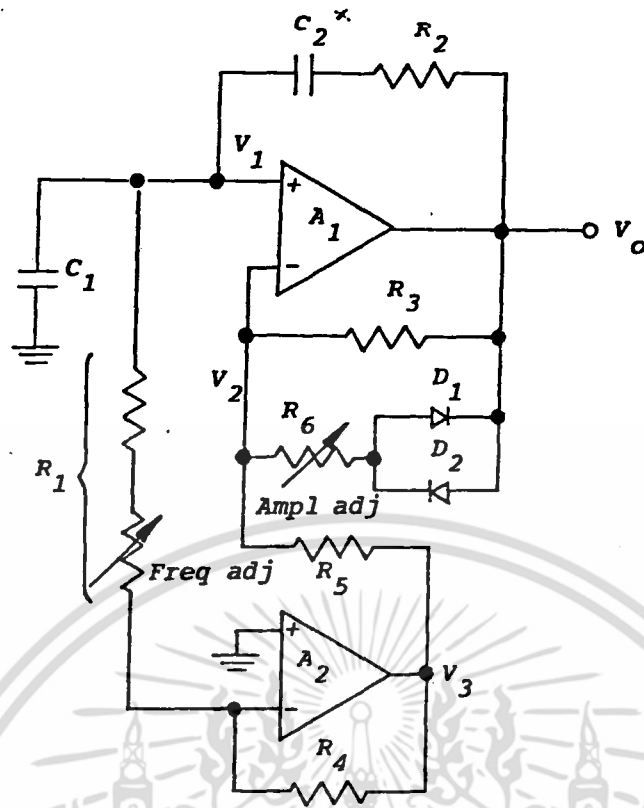 C2* R2
V1
+
A1
-
Vo
C1
R3
V2
D1
R6
D2
R1
Ampl adj
R5
Freq adj
+
A2
V3
-
R4